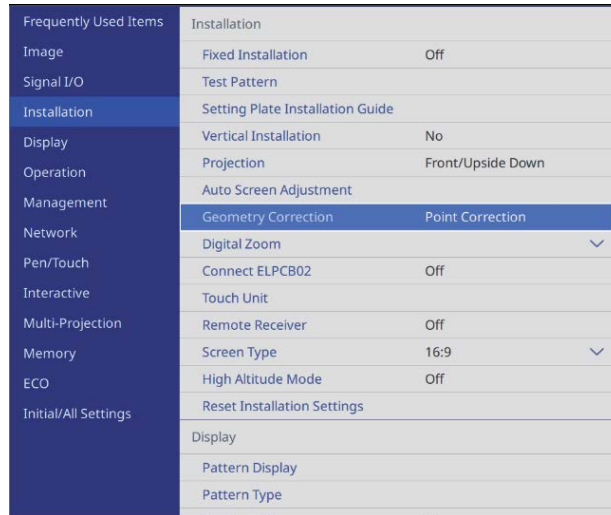 Frequently Used Items
Image
Signal I/O
Installation
Display
Operation
Management
Network
Pen/Touch
Interactive
Multi-Projection
Memory
ECO
Initial/All Settings
Installation
Fixed Installation Off
Test Pattern
Setting Plate Installation Guide
Vertical Installation No
Projection Front/Upside Down
Auto Screen Adjustment
Geometry Correction Point Correction
Digital Zoom
Connect ELPCB02 Off
Touch Unit
Remote Receiver Off
Screen Type 16:9
High Altitude Mode Off
Reset Installation Settings
Display
Pattern Display
Pattern Type